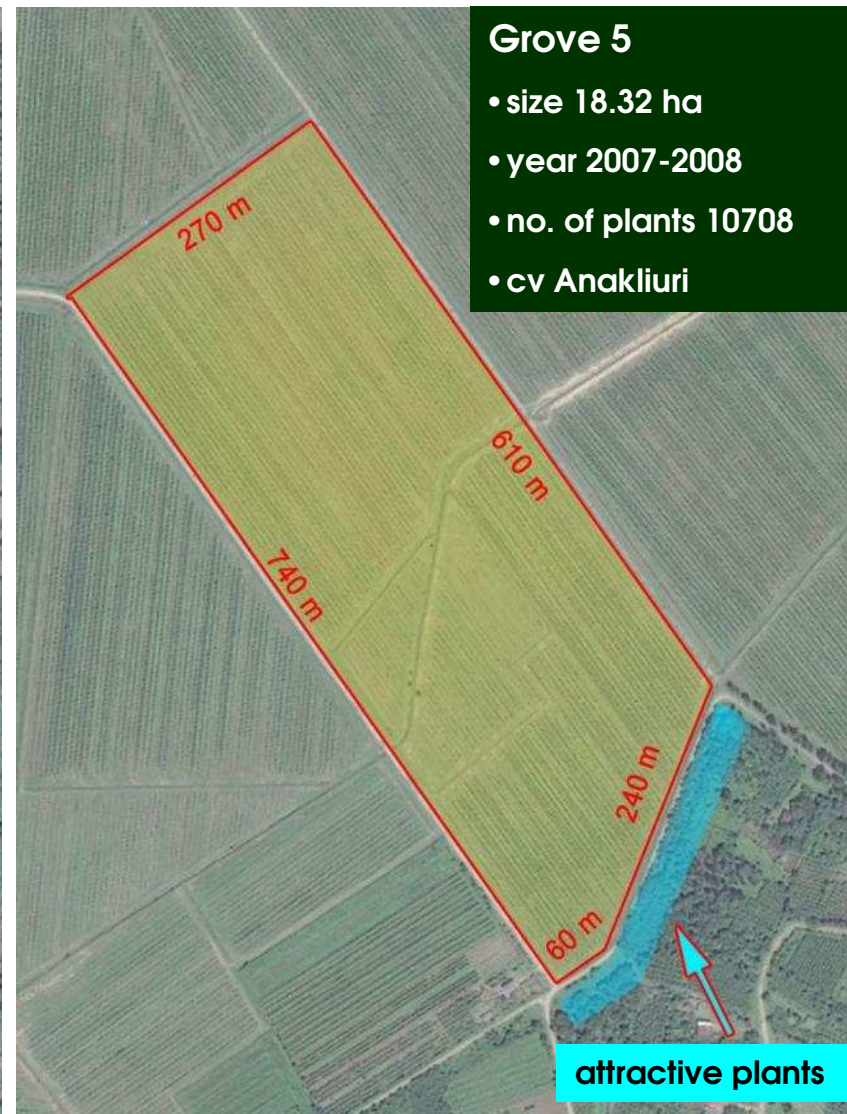 Grove 5
• size 18.32 ha
• year 2007-2008
• no. of plants 10708
• cv Anakliuri
270 m
610 m
740 m
240 m
60 m
attractive plants